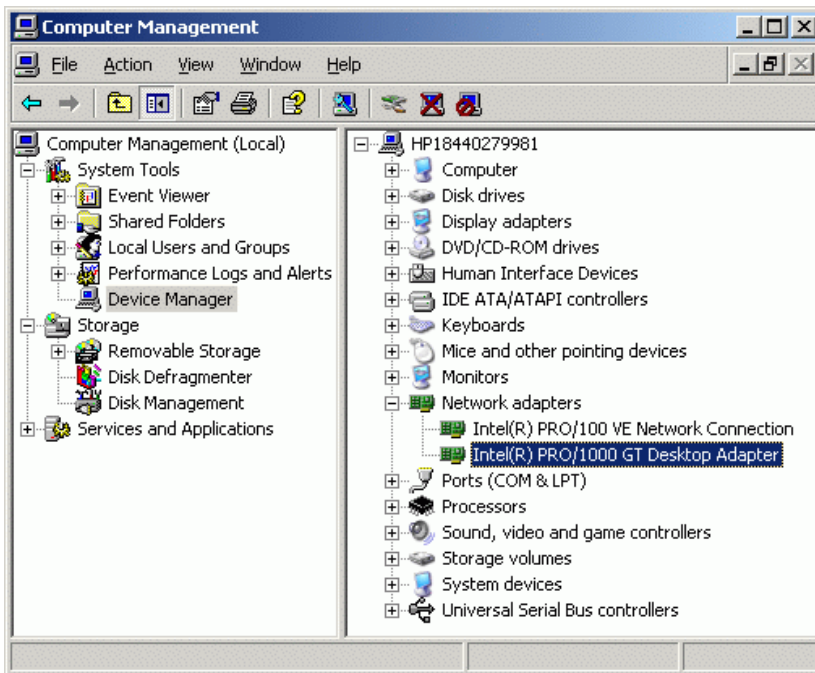 Computer Management
File Action View Window Help
Computer Management (Local)
System Tools
Event Viewer
Shared Folders
Local Users and Groups
Performance Logs and Alerts
Device Manager
Storage
Removable Storage
Disk Defragmenter
Disk Management
Services and Applications
HP18440279981
Computer
Disk drives
Display adapters
DVD/CD-ROM drives
Human Interface Devices
IDE ATA/ATAPI controllers
Keyboards
Mice and other pointing devices
Monitors
Network adapters
Intel(R) PRO/100 VE Network Connection
Intel(R) PRO/1000 GT Desktop Adapter
Ports (COM & LPT)
Processors
Sound, video and game controllers
Storage volumes
System devices
Universal Serial Bus controllers